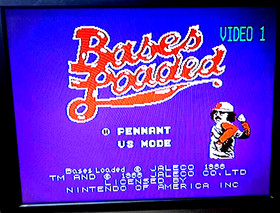 VIDEO 1
Bases
Loaded
PENNANT
VS MODE
Bases Loaded © JALECO 1988
TM AND © 1988 JALECO CO LTD
LICENSED BY
NINTENDO OF AMERICA INC